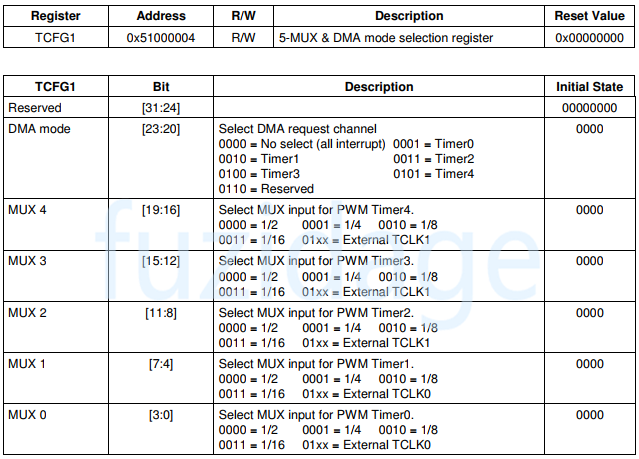 Register Address R/W Description Reset Value
TCFG1 0x51000004 R/W 5-MUX & DMA mode selection register 0x00000000
TCFG1 Bit Description Initial State
Reserved [31:24] 00000000
DMA mode [23:20] Select DMA request channel 0000
0000 = No select (all interrupt) 0001 = Timer0
0010 = Timer1 0011 = Timer2
0100 = Timer3 0101 = Timer4
0110 = Reserved
MUX 4 [19:16] Select MUX input for PWM Timer4. 0000
0000 = 1/2 0001 = 1/4 0010 = 1/8
0011 = 1/16 01xx = External TCLK1
MUX 3 [15:12] Select MUX input for PWM Timer3. 0000
0000 = 1/2 0001 = 1/4 0010 = 1/8
0011 = 1/16 01xx = External TCLK1
MUX 2 [11:8] Select MUX input for PWM Timer2. 0000
0000 = 1/2 0001 = 1/4 0010 = 1/8
0011 = 1/16 01xx = External TCLK1
MUX 1 [7:4] Select MUX input for PWM Timer1. 0000
0000 = 1/2 0001 = 1/4 0010 = 1/8
0011 = 1/16 01xx = External TCLK0
MUX 0 [3:0] Select MUX input for PWM Timer0. 0000
0000 = 1/2 0001 = 1/4 0010 = 1/8
0011 = 1/16 01xx = External TCLK0
fuzidage